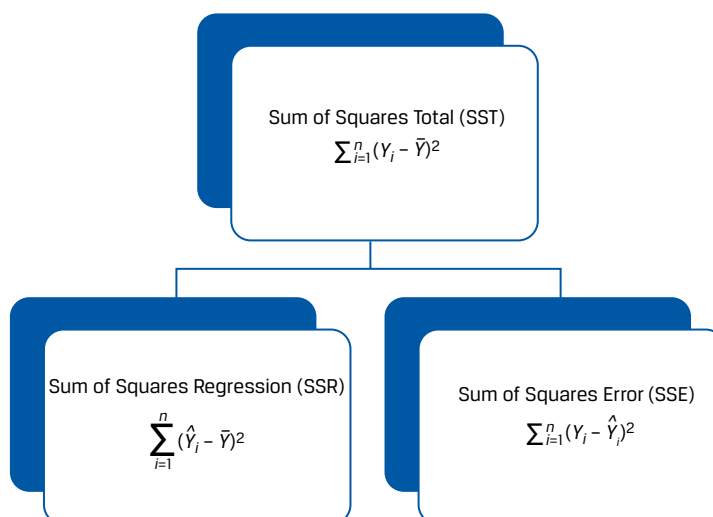 Sum of Squares Total (SST)
∑ⁿᵢ₌₁(Yᵢ – Ȳ)²
Sum of Squares Regression (SSR)
∑ⁿᵢ₌₁(Ŷᵢ – Ȳ)²
Sum of Squares Error (SSE)
∑ⁿᵢ₌₁(Yᵢ – Ŷᵢ)²